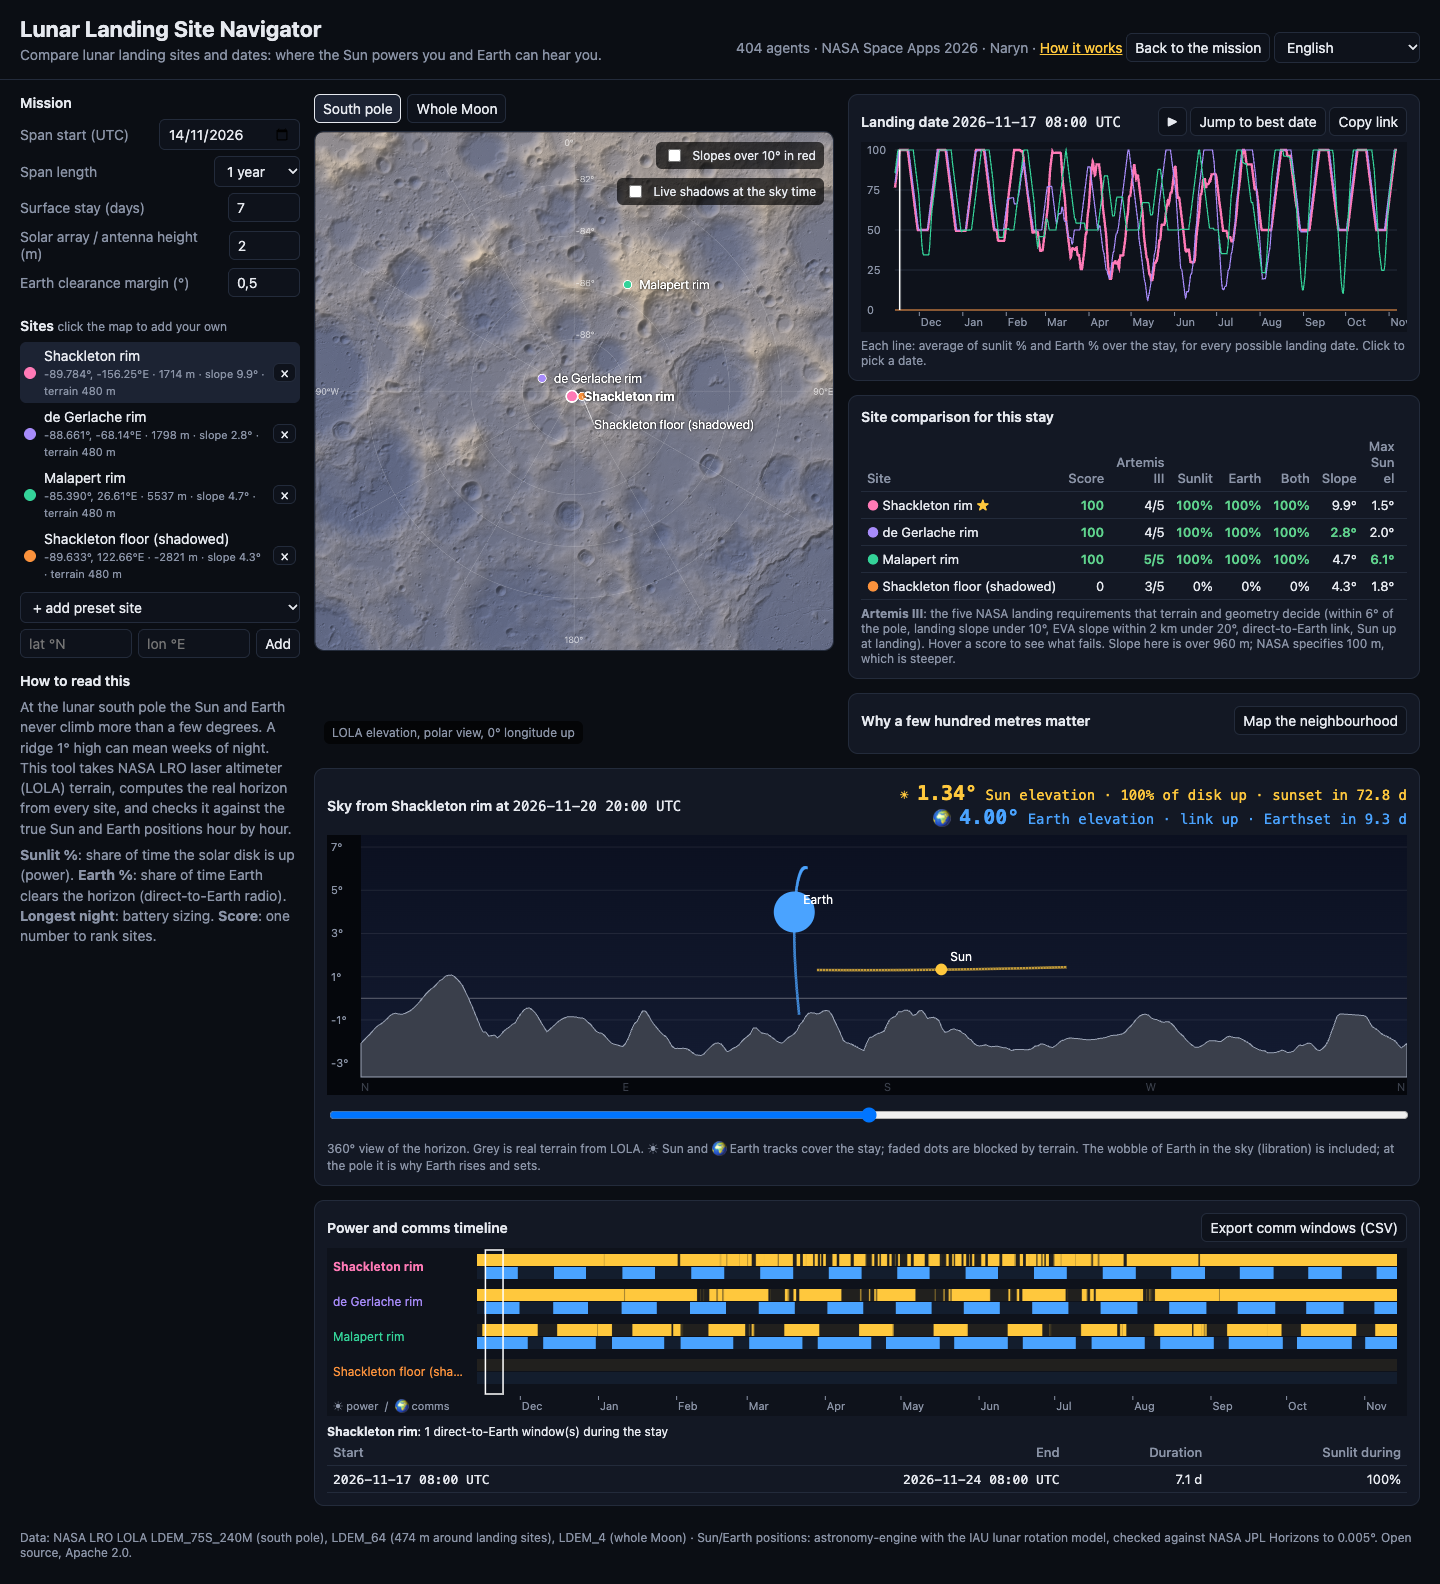 Lunar Landing Site Navigator
Compare lunar landing sites and dates: where the Sun powers you and Earth can hear you.
404 agents · NASA Space Apps 2026 · Naryn · How it works
Back to the mission
English
Mission
Span start (UTC) 14/11/2026
Span length 1 year
Surface stay (days) 7
Solar array / antenna height (m) 2
Earth clearance margin (°) 0,5
Sites click the map to add your own
Shackleton rim
-89.784°, -156.25°E · 1714 m · slope 9.9° ·
terrain 480 m
×
de Gerlache rim
-88.661°, -68.14°E · 1798 m · slope 2.8° ·
terrain 480 m
×
Malapert rim
-85.390°, 26.61°E · 5537 m · slope 4.7° ·
terrain 480 m
×
Shackleton floor (shadowed)
-89.633°, 122.66°E · -2821 m · slope 4.3°
· terrain 480 m
×
+ add preset site
lat °N lon °E Add
How to read this
At the lunar south pole the Sun and Earth
never climb more than a few degrees. A
ridge 1° high can mean weeks of night.
This tool takes NASA LRO laser altimeter
(LOLA) terrain, computes the real horizon
from every site, and checks it against the
true Sun and Earth positions hour by hour.
Sunlit %: share of time the solar disk is up
(power). Earth %: share of time Earth
clears the horizon (direct-to-Earth radio).
Longest night: battery sizing. Score: one
number to rank sites.
South pole Whole Moon
Slopes over 10° in red
Live shadows at the sky time
0°
-82°
-84°
-86°
-88°
90°W
90°E
180°
Malapert rim
de Gerlache rim
Shackleton rim
Shackleton floor (shadowed)
LOLA elevation, polar view, 0° longitude up
Landing date 2026-11-17 08:00 UTC
▶ Jump to best date Copy link
100
75
50
25
0
Dec Jan Feb Mar Apr May Jun Jul Aug Sep Oct Nov
Each line: average of sunlit % and Earth % over the stay, for every possible landing date. Click to
pick a date.
Site comparison for this stay
Site Score Artemis III Sunlit Earth Both Slope Max Sun el
Shackleton rim ⭐ 100 4/5 100% 100% 100% 9.9° 1.5°
de Gerlache rim 100 4/5 100% 100% 100% 2.8° 2.0°
Malapert rim 100 5/5 100% 100% 100% 4.7° 6.1°
Shackleton floor (shadowed) 0 3/5 0% 0% 0% 4.3° 1.8°
Artemis III: the five NASA landing requirements that terrain and geometry decide (within 6° of
the pole, landing slope under 10°, EVA slope within 2 km under 20°, direct-to-Earth link, Sun up
at landing). Hover a score to see what fails. Slope here is over 960 m; NASA specifies 100 m,
which is steeper.
Why a few hundred metres matter
Map the neighbourhood
Sky from Shackleton rim at 2026-11-20 20:00 UTC
☀ 1.34° Sun elevation · 100% of disk up · sunset in 72.8 d
🌍 4.00° Earth elevation · link up · Earthset in 9.3 d
7°
5°
3°
1°
-1°
-3°
Earth
Sun
N E S W N
360° view of the horizon. Grey is real terrain from LOLA. ☀ Sun and 🌍 Earth tracks cover the stay; faded dots are blocked by terrain. The wobble of Earth in the sky (libration) is included; at
the pole it is why Earth rises and sets.
Power and comms timeline
Export comm windows (CSV)
Shackleton rim
de Gerlache rim
Malapert rim
Shackleton floor (sha...
☀ power / 🌍 comms
Dec Jan Feb Mar Apr May Jun Jul Aug Sep Oct Nov
Shackleton rim: 1 direct-to-Earth window(s) during the stay
Start End Duration Sunlit during
2026-11-17 08:00 UTC 2026-11-24 08:00 UTC 7.1 d 100%
Data: NASA LRO LOLA LDEM_75S_240M (south pole), LDEM_64 (474 m around landing sites), LDEM_4 (whole Moon) · Sun/Earth positions: astronomy-engine with the IAU lunar rotation model, checked against NASA JPL Horizons to 0.005°. Open
source, Apache 2.0.